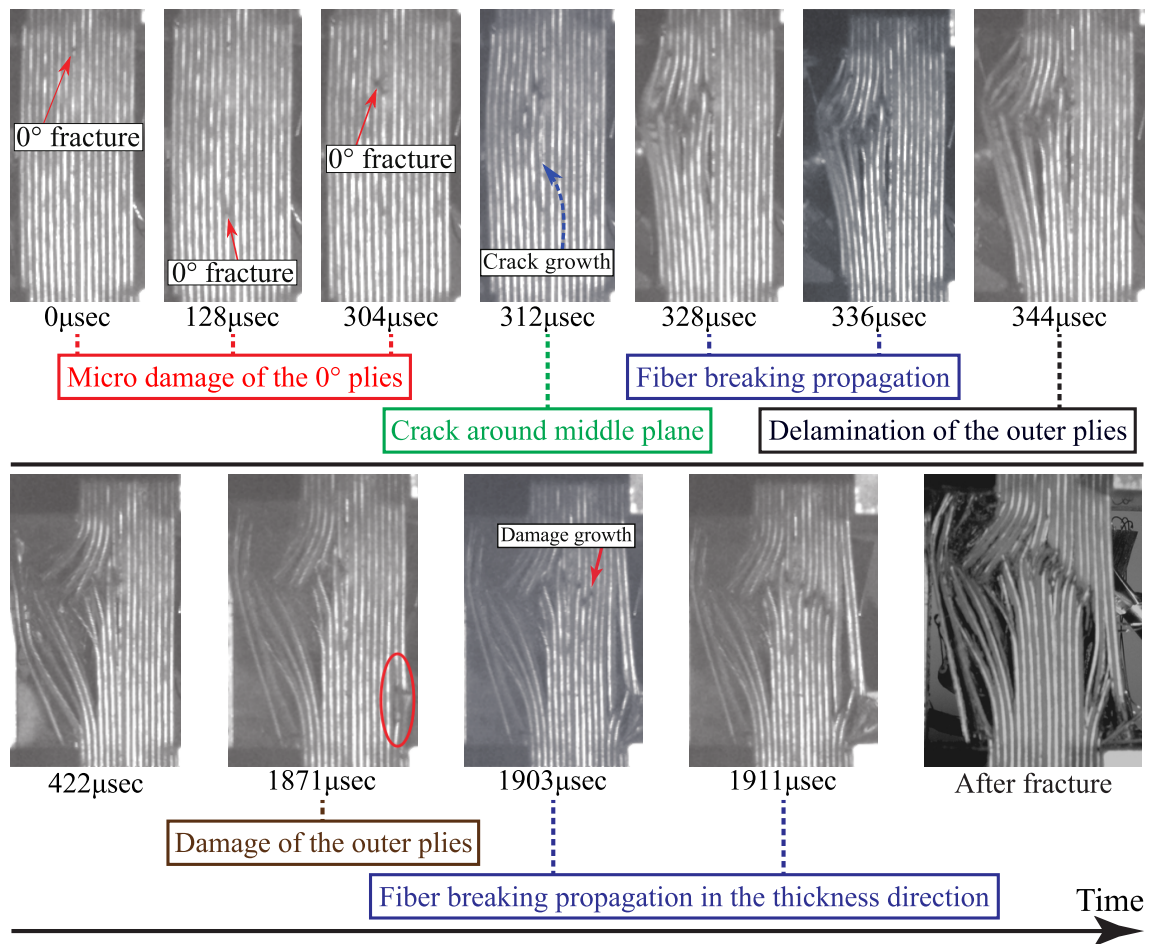 0° fracture
0° fracture
0° fracture
Crack growth
0μsec
128μsec
304μsec
312μsec
328μsec
336μsec
344μsec
Micro damage of the 0° plies
Fiber breaking propagation
Crack around middle plane
Delamination of the outer plies
Damage growth
422μsec
1871μsec
1903μsec
1911μsec
After fracture
Damage of the outer plies
Fiber breaking propagation in the thickness direction
Time